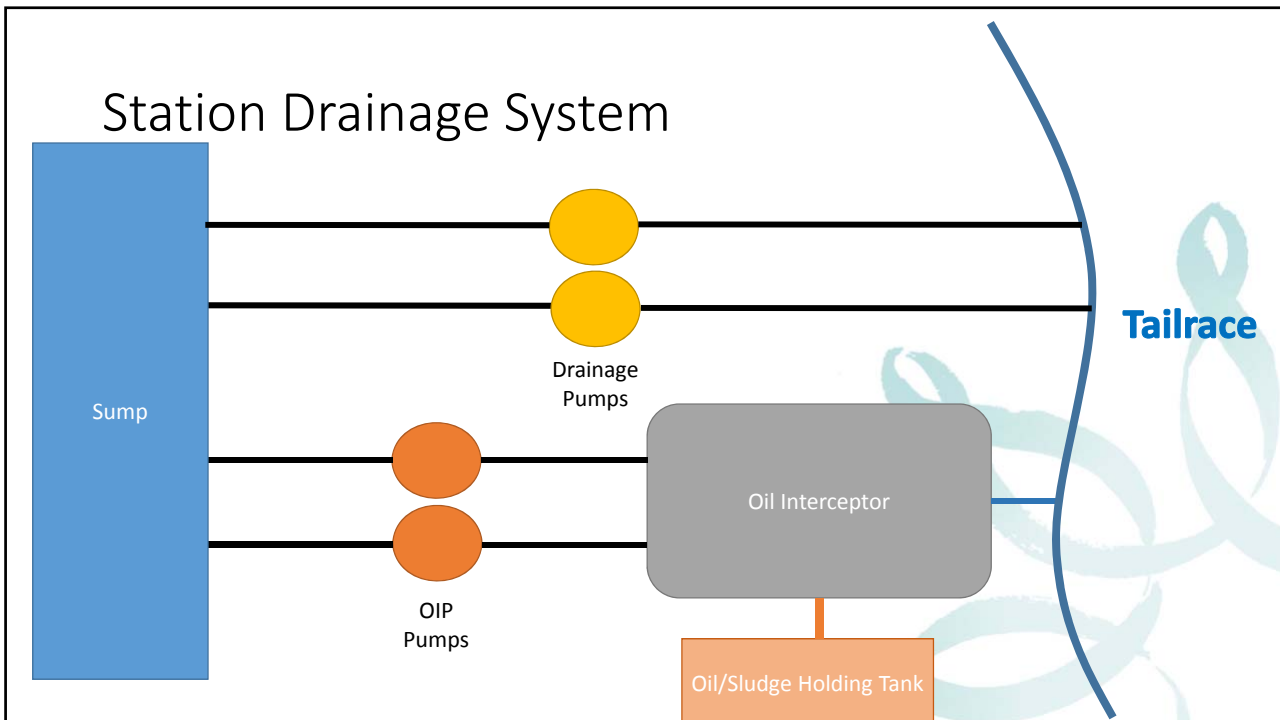 Station Drainage System
Tailrace
Drainage
Pumps
Sump
Oil Interceptor
OIP
Pumps
Oil/Sludge Holding Tank